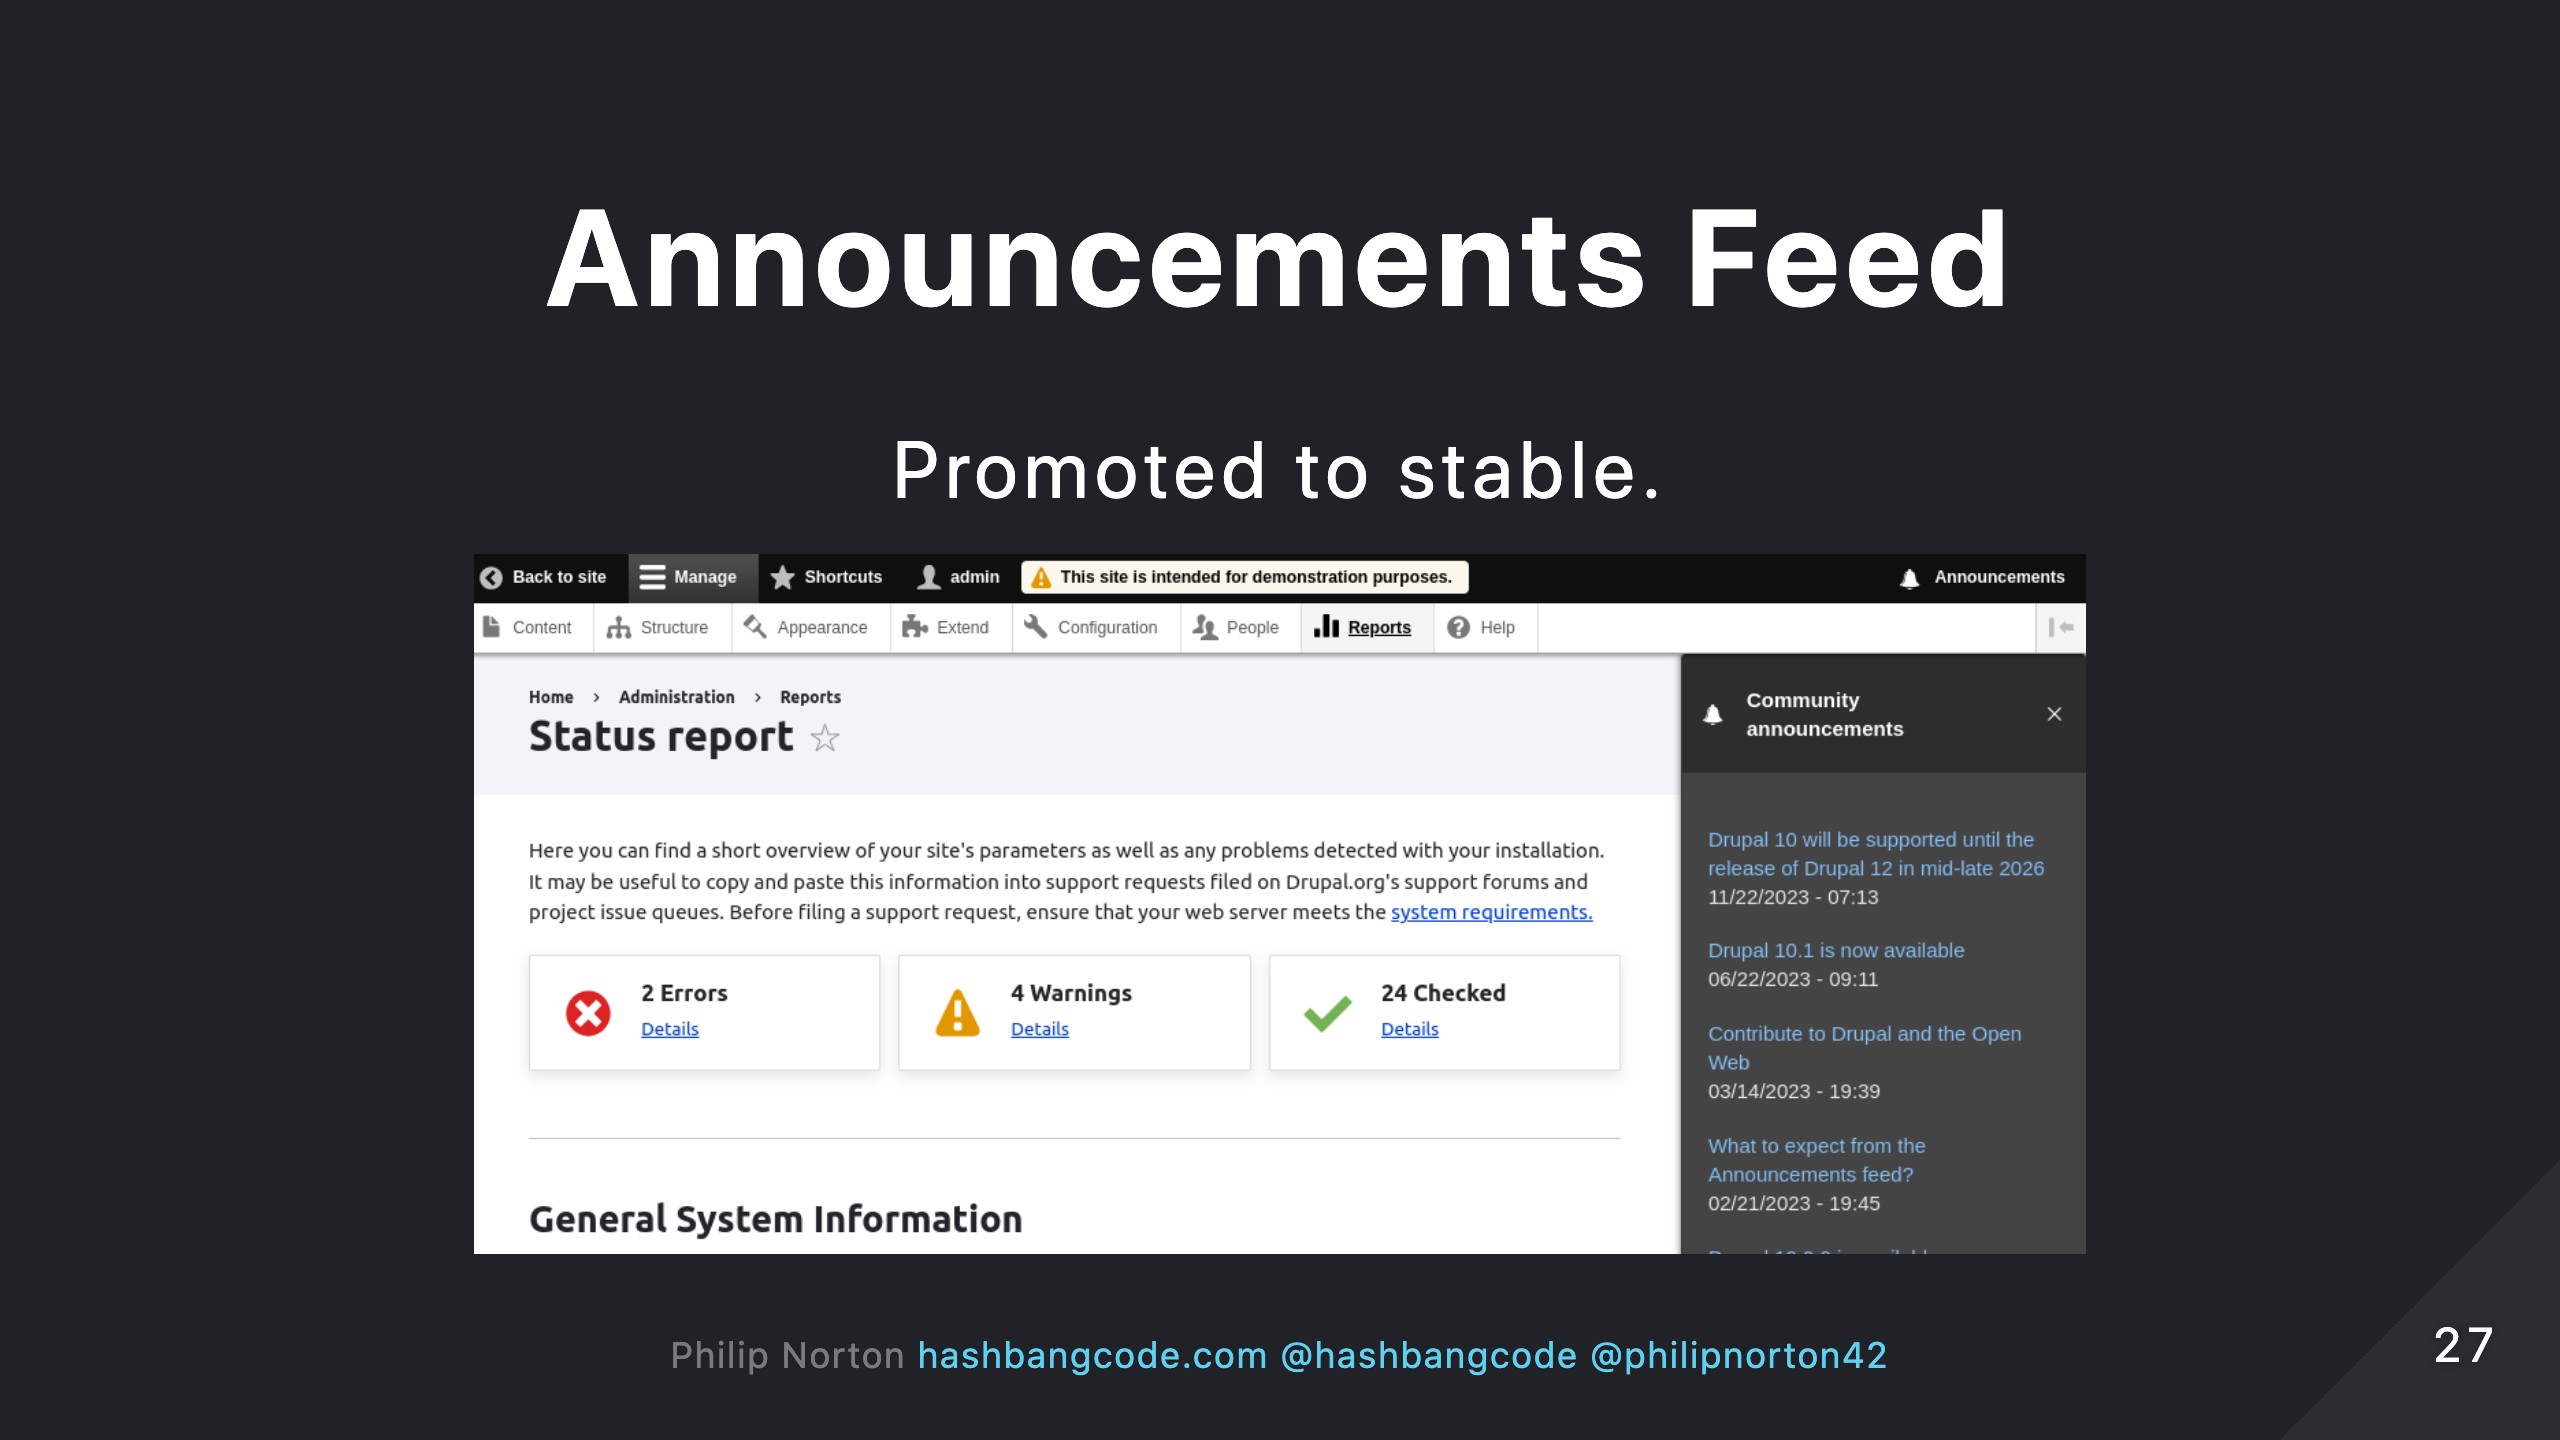 Announcements Feed
Promoted to stable.
Back to site Manage Shortcuts admin This site is intended for demonstration purposes. Announcements
Content Structure Appearance Extend Configuration People Reports Help
Home › Administration › Reports
Status report
Here you can find a short overview of your site's parameters as well as any problems detected with your installation.
It may be useful to copy and paste this information into support requests filed on Drupal.org's support forums and
project issue queues. Before filing a support request, ensure that your web server meets the system requirements.
2 Errors
Details
4 Warnings
Details
24 Checked
Details
General System Information
Community
announcements
Drupal 10 will be supported until the
release of Drupal 12 in mid-late 2026
11/22/2023 - 07:13
Drupal 10.1 is now available
06/22/2023 - 09:11
Contribute to Drupal and the Open
Web
03/14/2023 - 19:39
What to expect from the
Announcements feed?
02/21/2023 - 19:45
Philip Norton hashbangcode.com @hashbangcode @philipnorton42
27